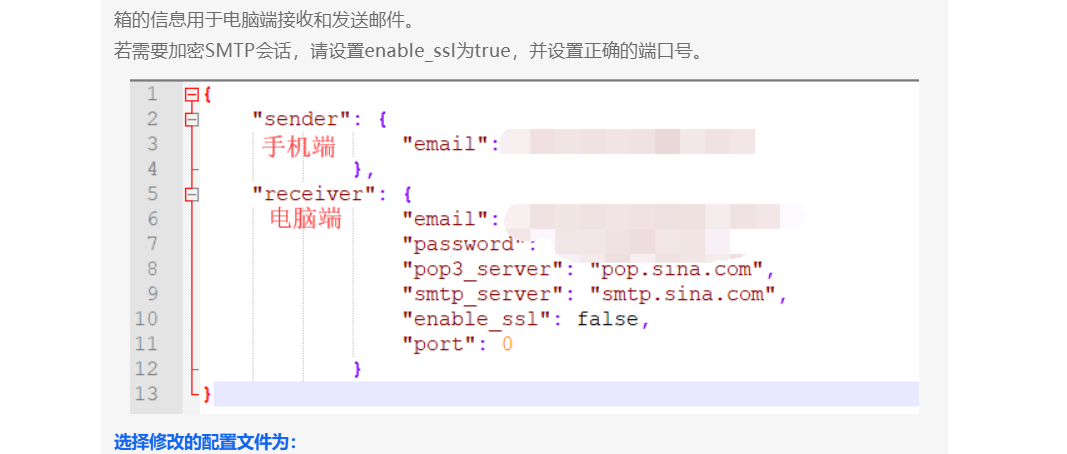 箱的信息用于电脑端接收和发送邮件。
若需要加密SMTP会话，请设置enable_ssl为true，并设置正确的端口号。
1 {
2 "sender": {
3 手机端 "email":
4 },
5 "receiver": {
6 电脑端 "email":
7 "password":
8 "pop3_server": "pop.sina.com",
9 "smtp_server": "smtp.sina.com",
10 "enable_ssl": false,
11 "port": 0
12 }
13 }
选择修改的配置文件为：